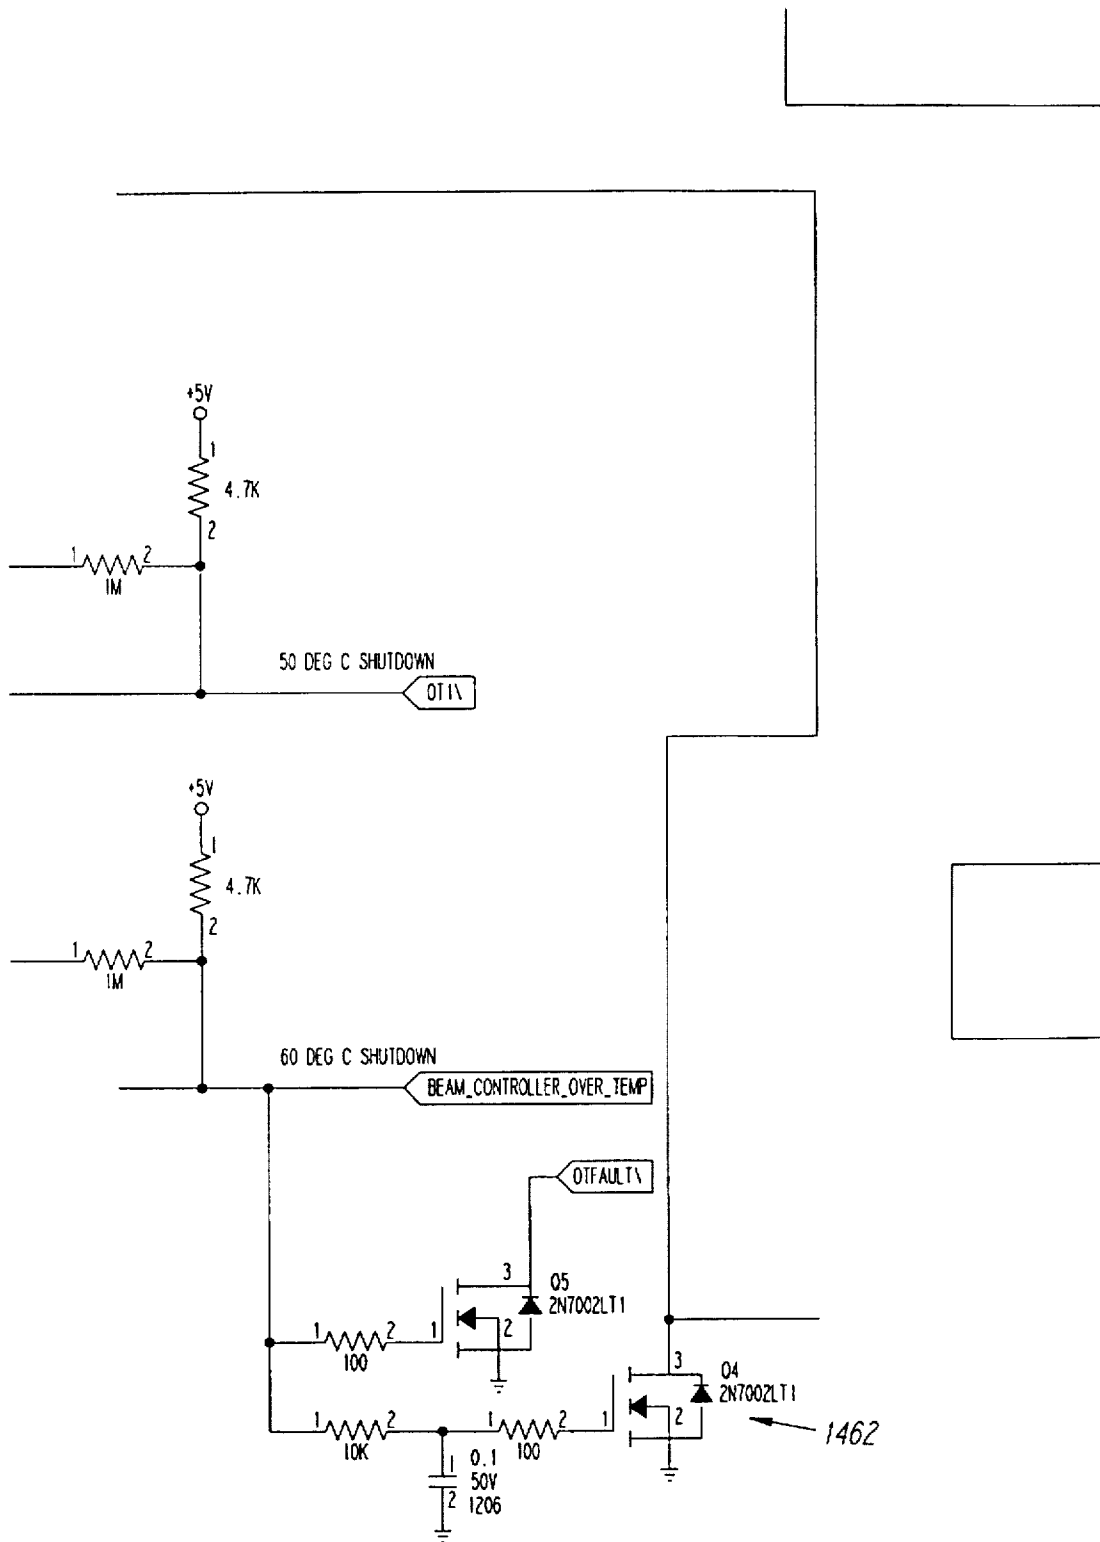 +5V
1
4.7K
2
1 2
1M
50 DEG C SHUTDOWN
OT1\
+5V
1
4.7K
2
1 2
1M
60 DEG C SHUTDOWN
BEAM_CONTROLLER_OVER_TEMP
OTFAULT\
3
Q5
2N7002LT1
1 2 1 2
100
3
Q4
2N7002LT1
1 2 1 2 1 2
10K 100
1462
1 0.1
50V
2 1206